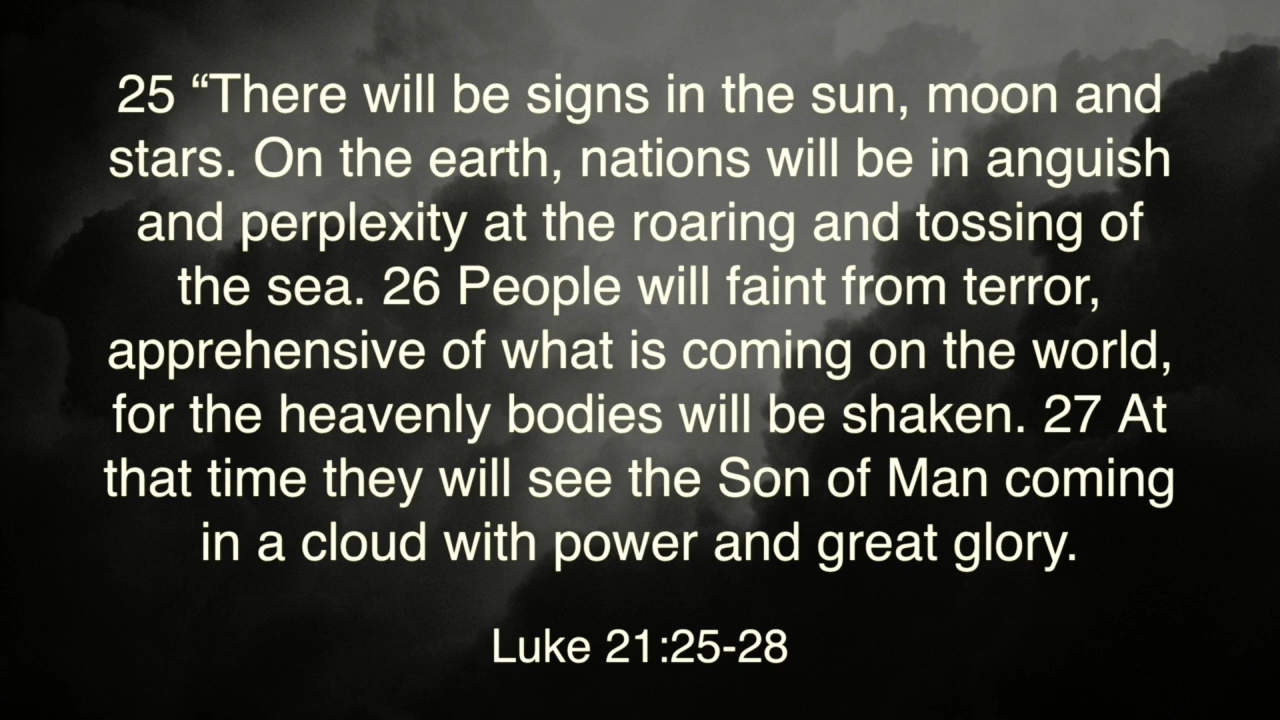 25 “There will be signs in the sun, moon and
stars. On the earth, nations will be in anguish
and perplexity at the roaring and tossing of
the sea. 26 People will faint from terror,
apprehensive of what is coming on the world,
for the heavenly bodies will be shaken. 27 At
that time they will see the Son of Man coming
in a cloud with power and great glory.
Luke 21:25-28